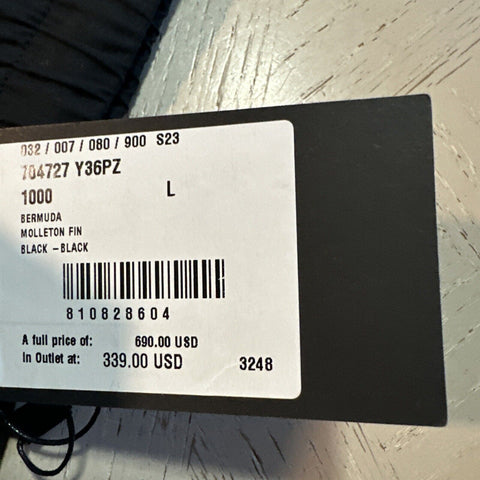 032 / 007 / 080 / 900 S23
704727 Y36PZ
1000 L
BERMUDA
MOLLETON FIN
BLACK - BLACK
810828604
A full price of: 690.00 USD
In Outlet at: 339.00 USD 3248